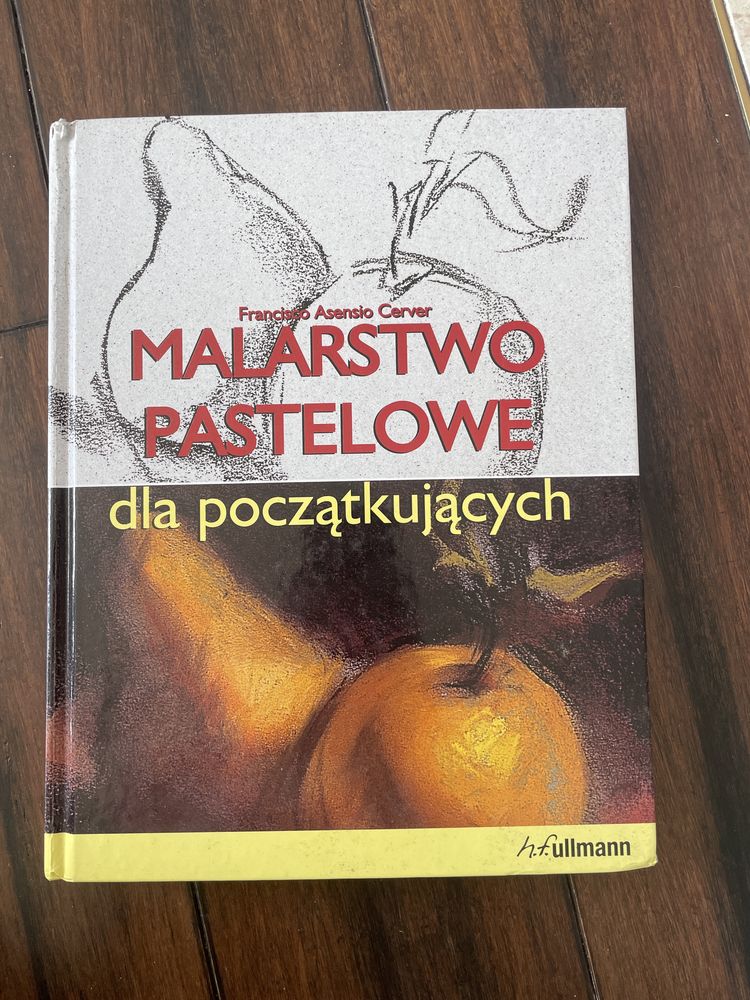 Francisco Asensio Cerver
MALARSTWO
PASTELOWE
dla początkujących
h.f.ullmann